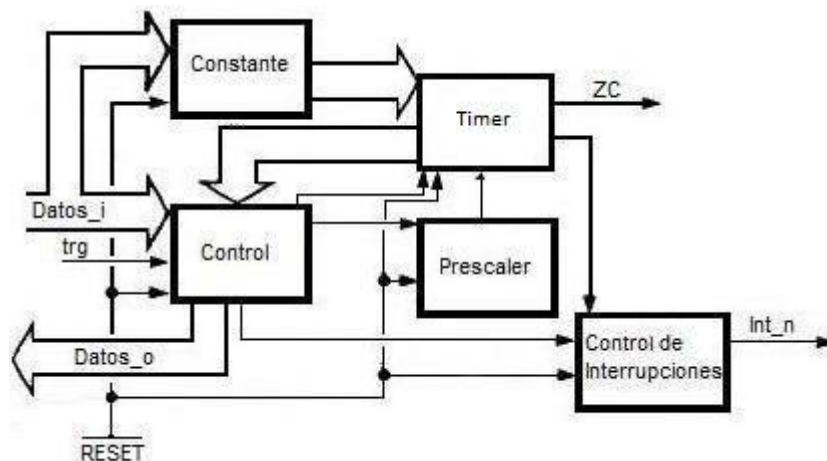 Constante
ZC
Timer
Datos_i
trg
Control
Prescaler
Int_n
Datos_o
Control de
Interrupciones
RESET